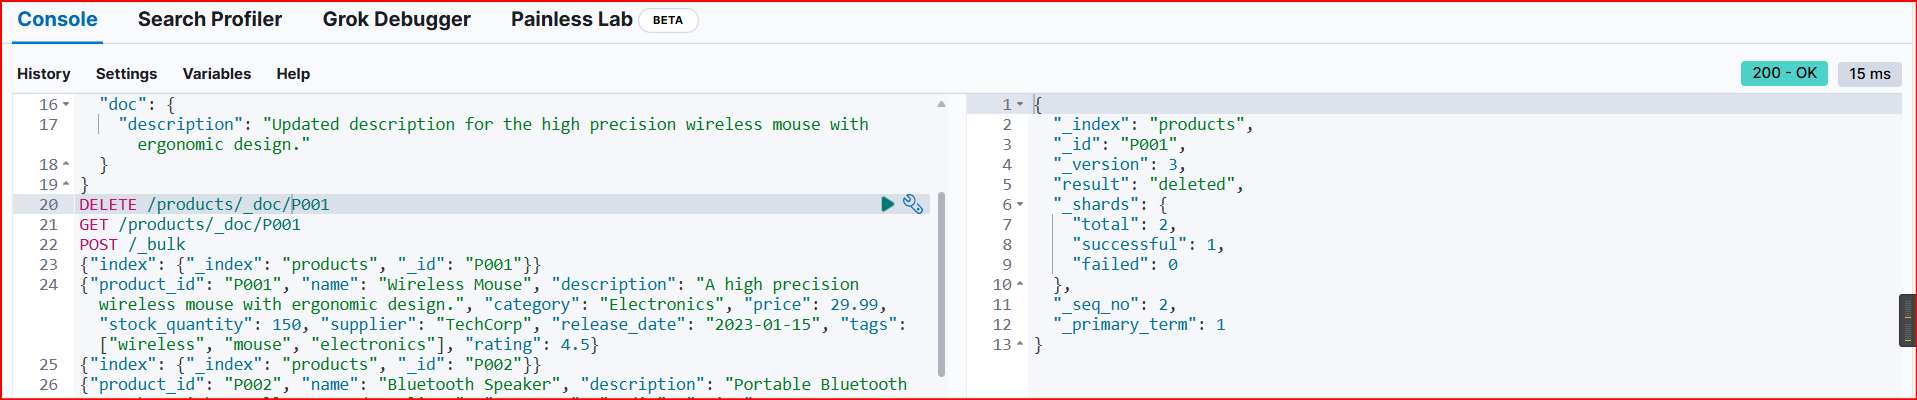 Console Search Profiler Grok Debugger Painless Lab BETA
History Settings Variables Help 200 - OK 15 ms
16 "doc": {
17 "description": "Updated description for the high precision wireless mouse with
ergonomic design."
18 }
19 }
20 DELETE /products/_doc/P001
21 GET /products/_doc/P001
22 POST /_bulk
23 {"index": {"_index": "products", "_id": "P001"}}
24 {"product_id": "P001", "name": "Wireless Mouse", "description": "A high precision
wireless mouse with ergonomic design.", "category": "Electronics", "price": 29.99,
"stock_quantity": 150, "supplier": "TechCorp", "release_date": "2023-01-15", "tags":
["wireless", "mouse", "electronics"], "rating": 4.5}
25 {"index": {"_index": "products", "_id": "P002"}}
26 {"product_id": "P002", "name": "Bluetooth Speaker", "description": "Portable Bluetooth
1 {
2 "_index": "products",
3 "_id": "P001",
4 "_version": 3,
5 "result": "deleted",
6 "_shards": {
7 "total": 2,
8 "successful": 1,
9 "failed": 0
10 },
11 "_seq_no": 2,
12 "_primary_term": 1
13 }